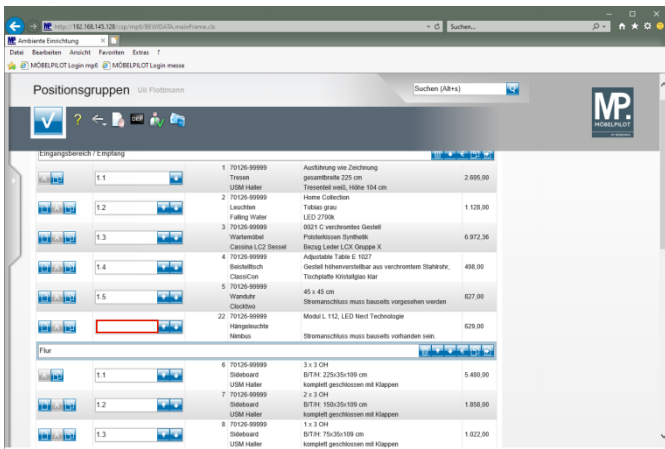 http://192.168.145.128/csp/mp6/BEWIDATA.mainFrame.cls
Suchen...
Ambiente Einrichtung
Datei Bearbeiten Ansicht Favoriten Extras ?
MÖBELPILOT Login mp6 MÖBELPILOT Login messe
Positionsgruppen Uli Flottmann
Suchen (Alt+s)
MP.
MÖBELPILOT
Eingangsbereich / Empfang
1 70126-99999 Ausführung wie Zeichnung
1.1 Tresen gesamtbreite 225 cm 2.695,00
USM Haller Tresenteil weiß, Höhe 104 cm
2 70126-99999 Home Collection
1.2 Leuchten Tobias grau 1.128,00
Falling Water LED 2700k
3 70126-99999 0021 C verchromtes Gestell
1.3 Wartemöbel Polsterkissen Synthetik 6.972,36
Cassina LC2 Sessel Bezug Leder LCX Gruppe X
4 70126-99999 Adjustable Table E 1027
1.4 Beistelltisch Gestell höhenverstellbar aus verchromtem Stahlrohr, 498,00
ClassiCon Tischplatte Kristallglas klar
5 70126-99999 45 x 45 cm
1.5 Wanduhr Stromanschluss muss bauseits vorgesehen werden 827,00
Clocktwo
22 70126-99999 Modul L 112, LED Next Technologie
Hängeleuchte 629,00
Nimbus Stromanschluss muss bauseits vorhanden sein.
Flur
6 70126-99999 3 x 3 OH
1.1 Sideboard B/T/H: 225x35x109 cm 5.480,00
USM Haller komplett geschlossen mit Klappen
7 70126-99999 2 x 3 OH
1.2 Sideboard B/T/H: 150x35x109 cm 1.858,00
USM Haller komplett geschlossen mit Klappen
8 70126-99999 1 x 3 OH
1.3 Sideboard B/T/H: 75x35x109 cm 1.022,00
USM Haller komplett geschlossen mit Klappen